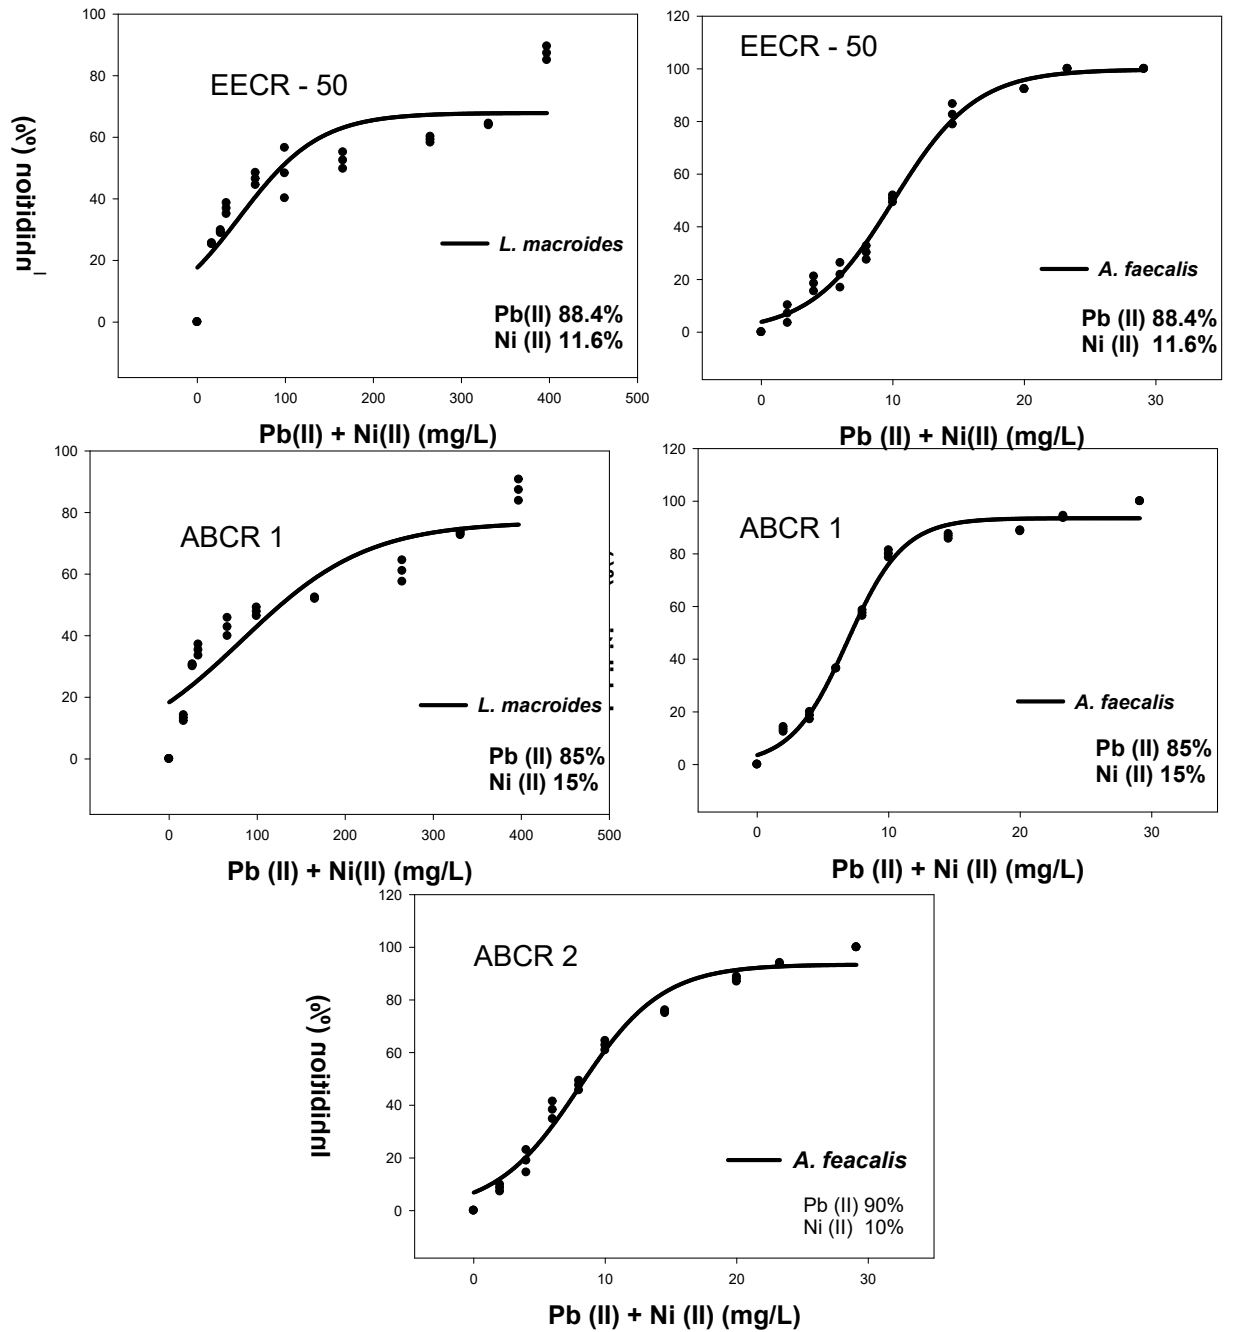 100
80
60
40
20
0
0
100
200
300
400
500
EECR - 50
L. macroides
Pb(II) 88.4%
Ni (II) 11.6%
Pb(II) + Ni(II) (mg/L)
Inhibition (%)
120
100
80
60
40
20
0
0
10
20
30
EECR - 50
A. faecalis
Pb (II) 88.4%
Ni (II) 11.6%
Pb (II) + Ni(II) (mg/L)
100
80
60
40
20
0
0
100
200
300
400
500
ABCR 1
L. macroides
Pb (II) 85%
Ni (II) 15%
Pb (II) + Ni(II) (mg/L)
120
100
80
60
40
20
0
0
10
20
30
ABCR 1
A. faecalis
Pb (II) 85%
Ni (II) 15%
Pb (II) + Ni (II) (mg/L)
120
100
80
60
40
20
0
0
10
20
30
ABCR 2
Inhibition (%)
A. feacalis
Pb (II) 90%
Ni (II) 10%
Pb (II) + Ni (II) (mg/L)